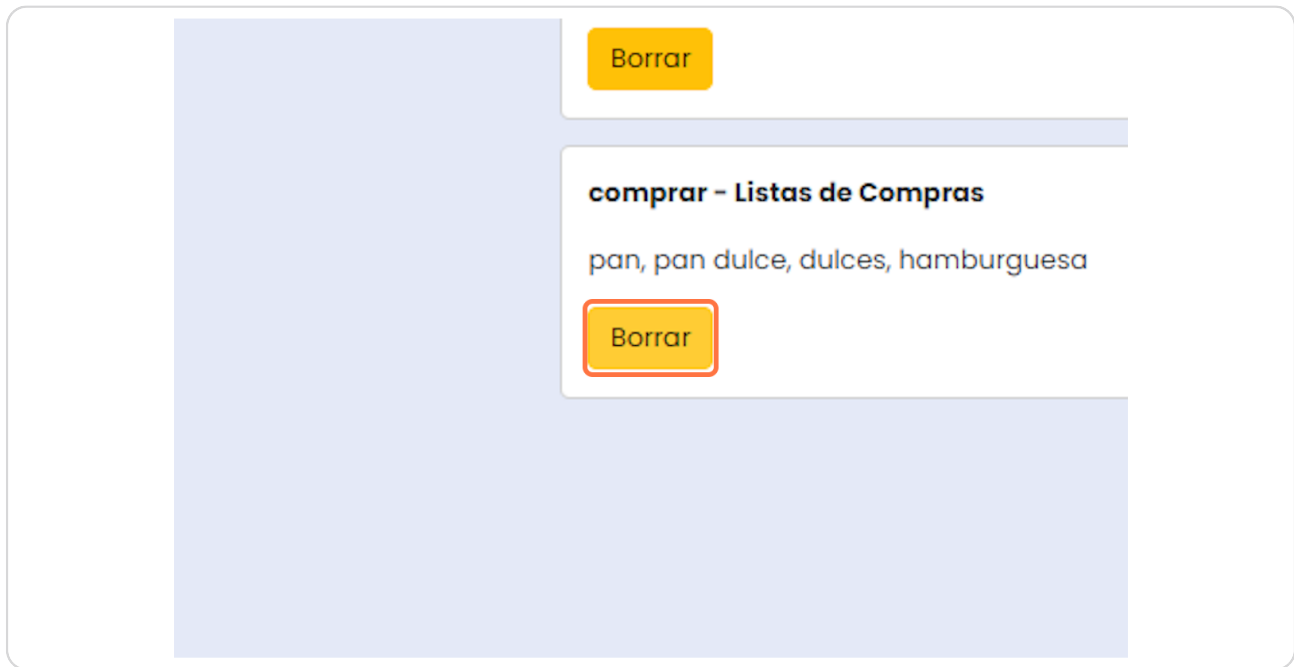 Borrar
comprar - Listas de Compras
pan, pan dulce, dulces, hamburguesa
Borrar